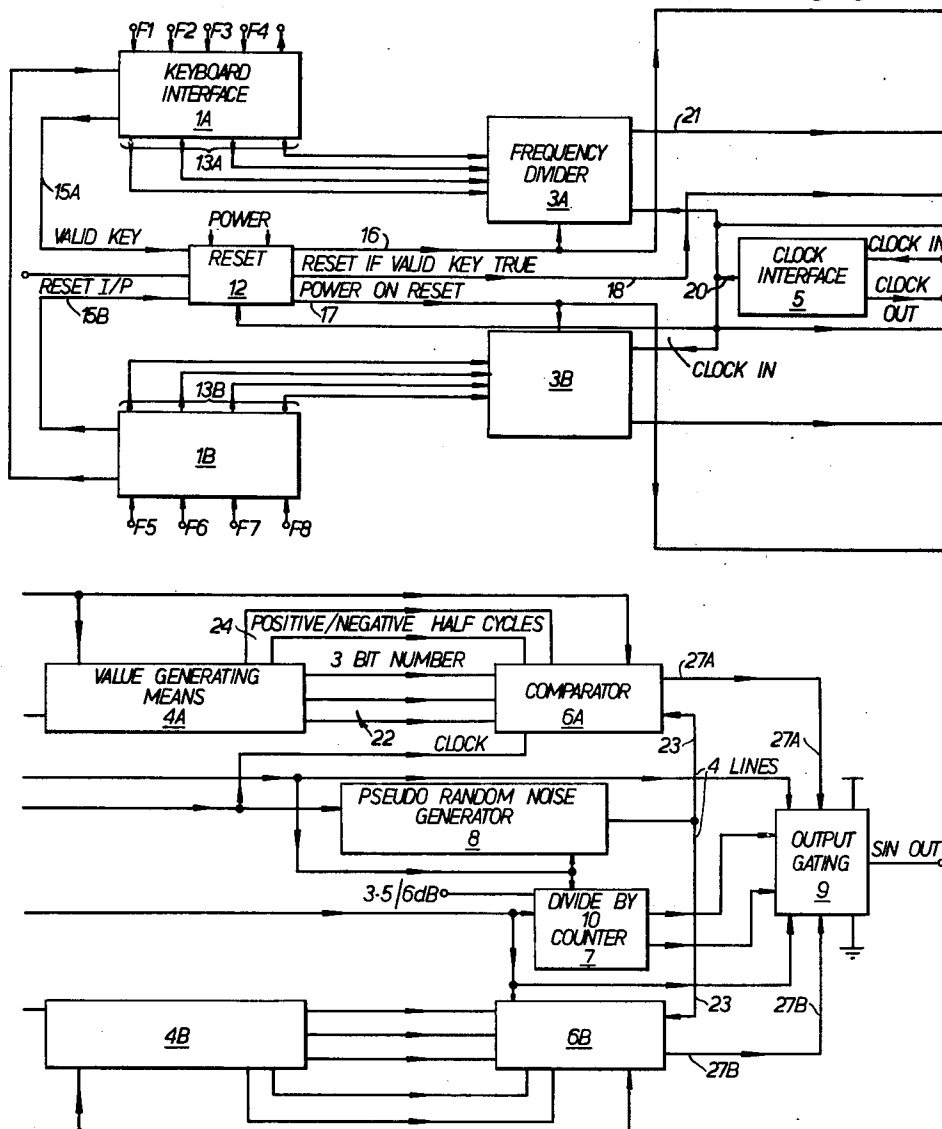 F1 F2 F3 F4
KEYBOARD
INTERFACE
1A
13A
15A
FREQUENCY
DIVIDER
3A
21
POWER
VALID KEY
16
RESET
12
RESET IF VALID KEY TRUE
18
CLOCK IN
CLOCK
INTERFACE
5
20
CLOCK
OUT
RESET I/P
15B
POWER ON RESET
17
CLOCK IN
3B
13B
1B
F5 F6 F7 F8
24
POSITIVE/NEGATIVE HALF CYCLES
3 BIT NUMBER
VALUE GENERATING
MEANS
4A
22
COMPARATOR
6A
27A
CLOCK
23
4 LINES
27A
PSEUDO RANDOM NOISE
GENERATOR
8
OUTPUT
GATING
9
SIN OUT
3·5/6dB
DIVIDE BY
10
COUNTER
7
23
27B
4B
6B
27B